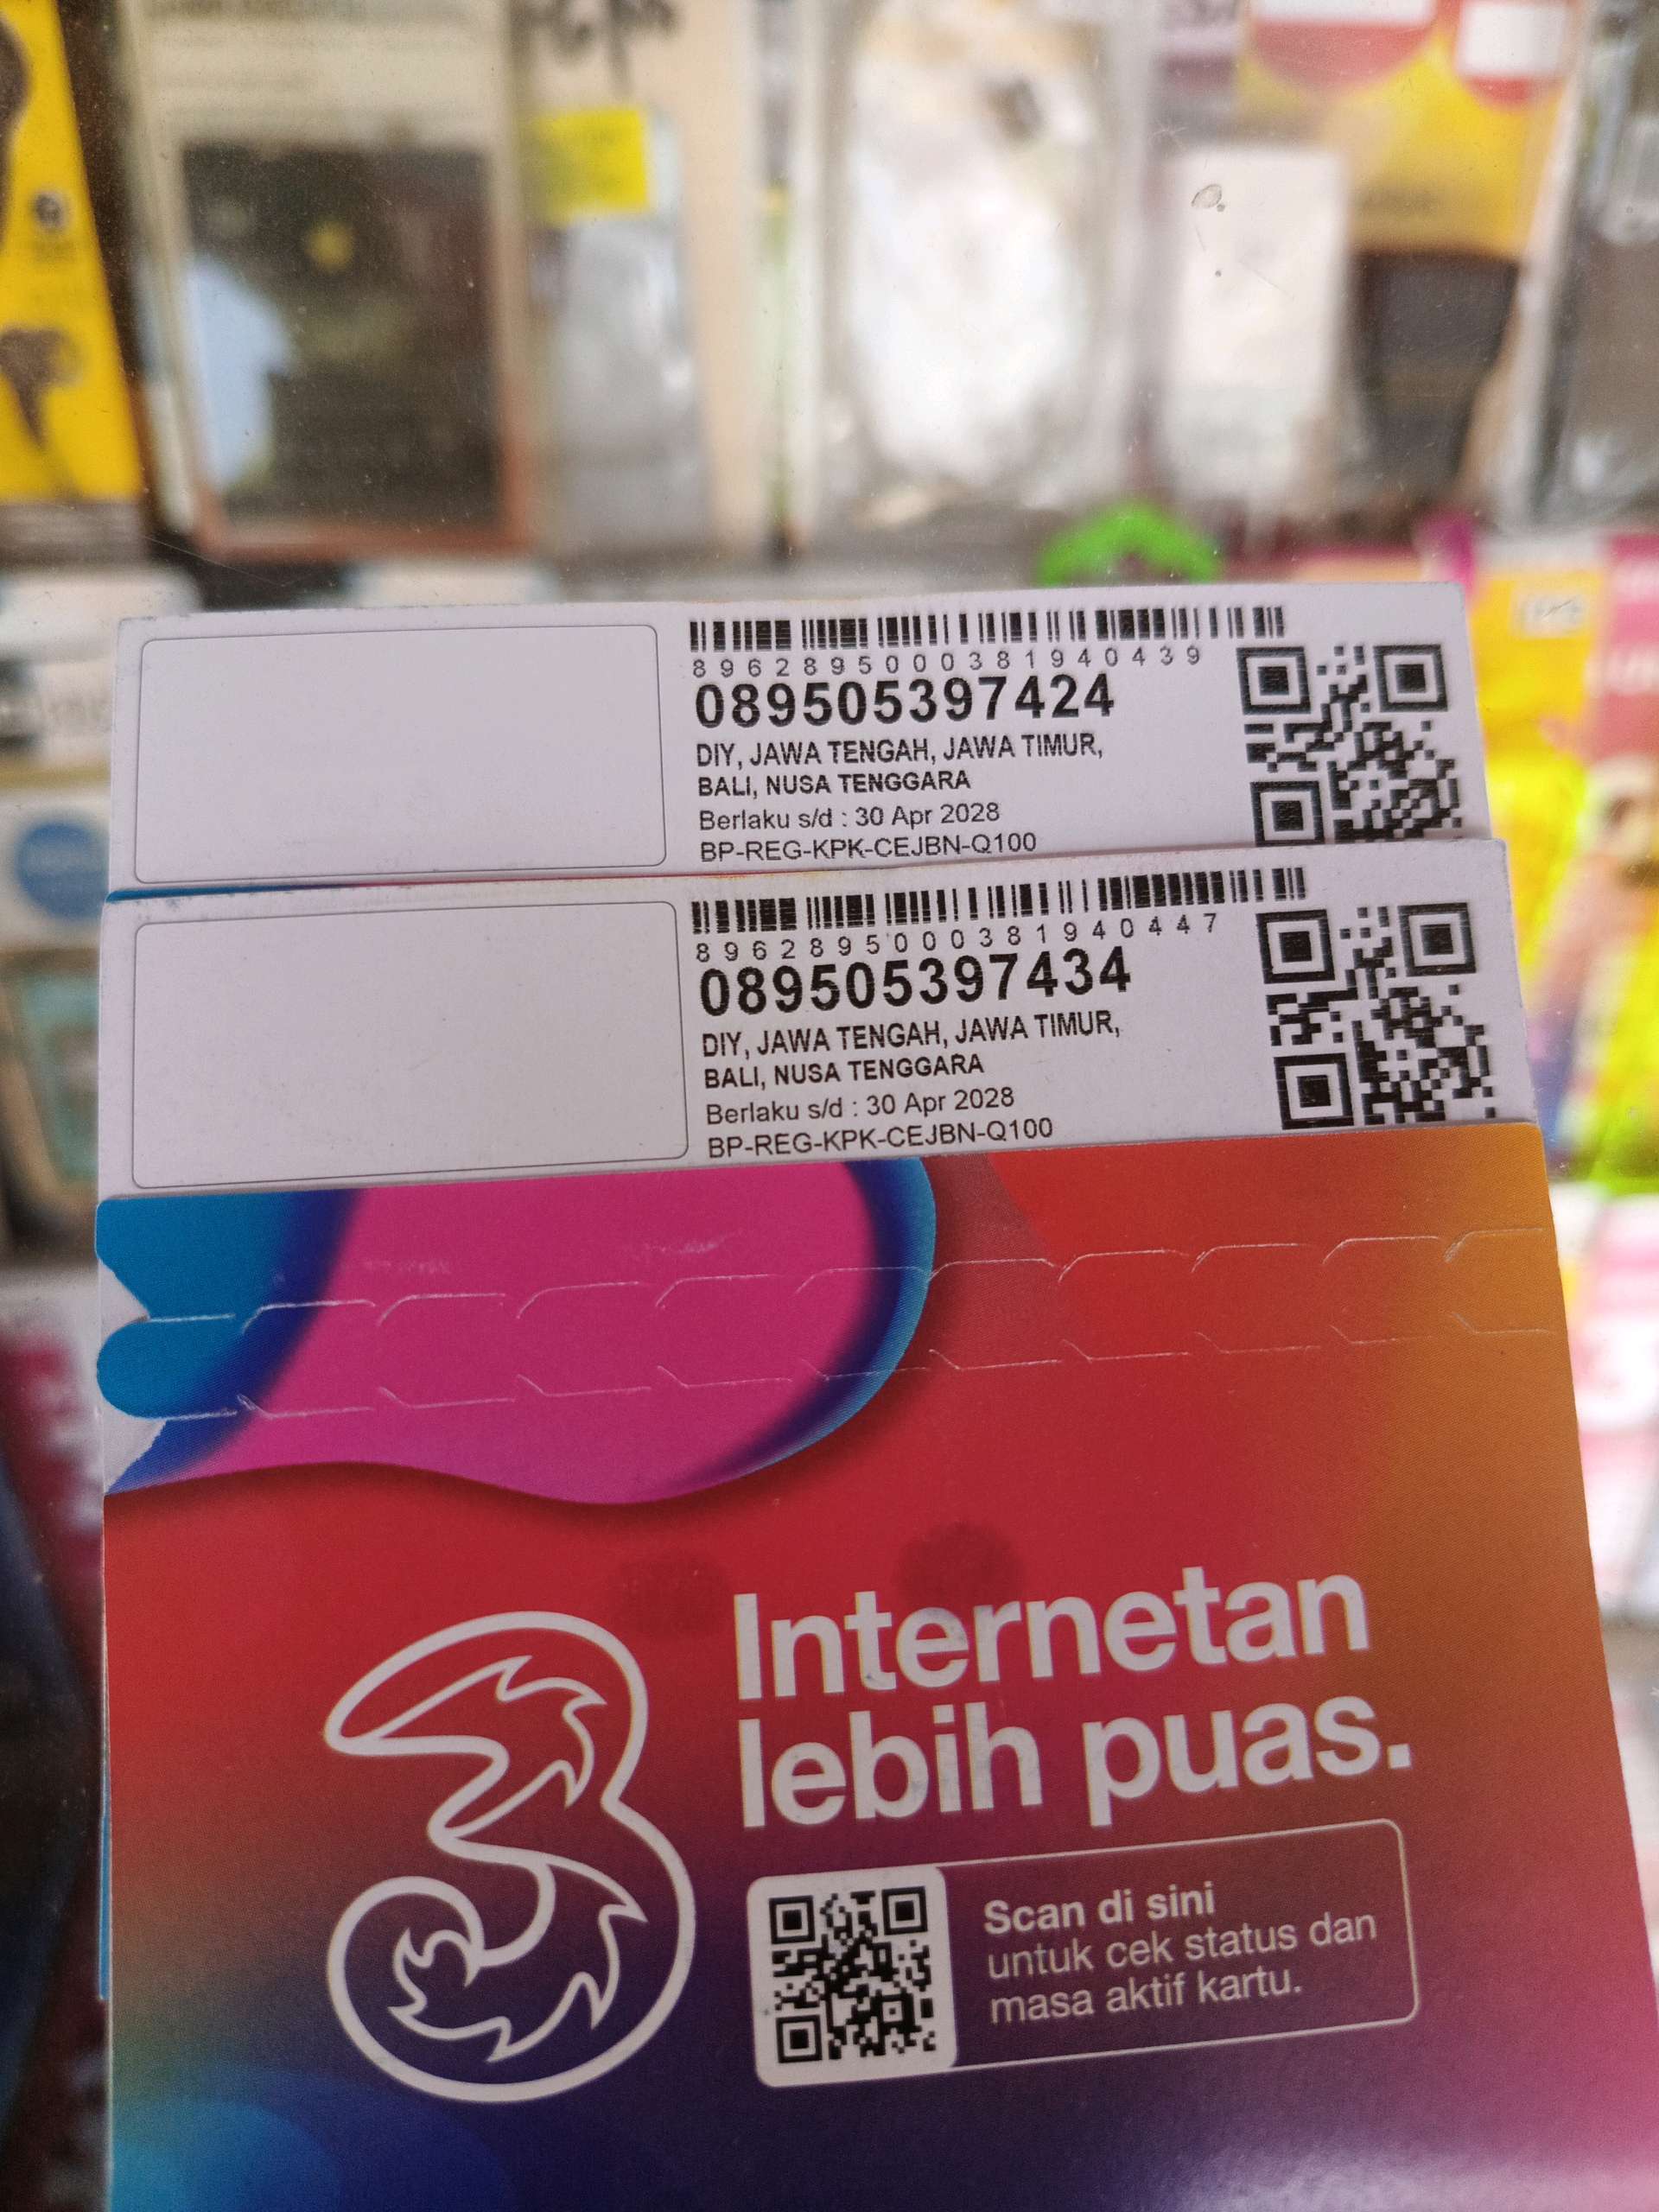 8962895000381940439
089505397424
DIY, JAWA TENGAH, JAWA TIMUR,
BALI, NUSA TENGGARA
Berlaku s/d : 30 Apr 2028
BP-REG-KPK-CEJBN-Q100
8962895000381940447
089505397434
DIY, JAWA TENGAH, JAWA TIMUR,
BALI, NUSA TENGGARA
Berlaku s/d : 30 Apr 2028
BP-REG-KPK-CEJBN-Q100
3
Internetan
lebih puas.
Scan di sini
untuk cek status dan
masa aktif kartu.